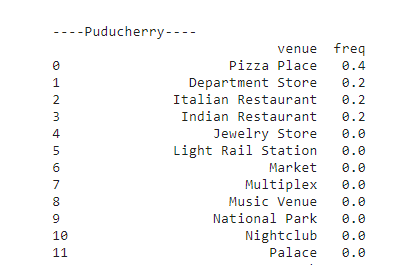 ----Puducherry----
venue freq
0 Pizza Place 0.4
1 Department Store 0.2
2 Italian Restaurant 0.2
3 Indian Restaurant 0.2
4 Jewelry Store 0.0
5 Light Rail Station 0.0
6 Market 0.0
7 Multiplex 0.0
8 Music Venue 0.0
9 National Park 0.0
10 Nightclub 0.0
11 Palace 0.0